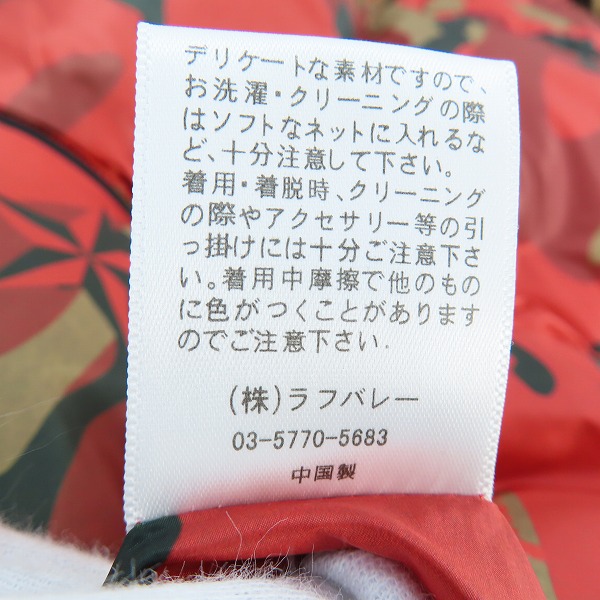 デリケートな素材ですので、
お洗濯・クリーニングの際
はソフトなネットに入れるな
ど、十分注意して下さい。
着用・着脱時、クリーニング
の際やアクセサリー等の引
っ掛けには十分ご注意下さ
い。着用中摩擦で他のもの
に色がつくことがあります
のでご注意下さい.
(株)ラフバレー
03-5770-5683
中国製